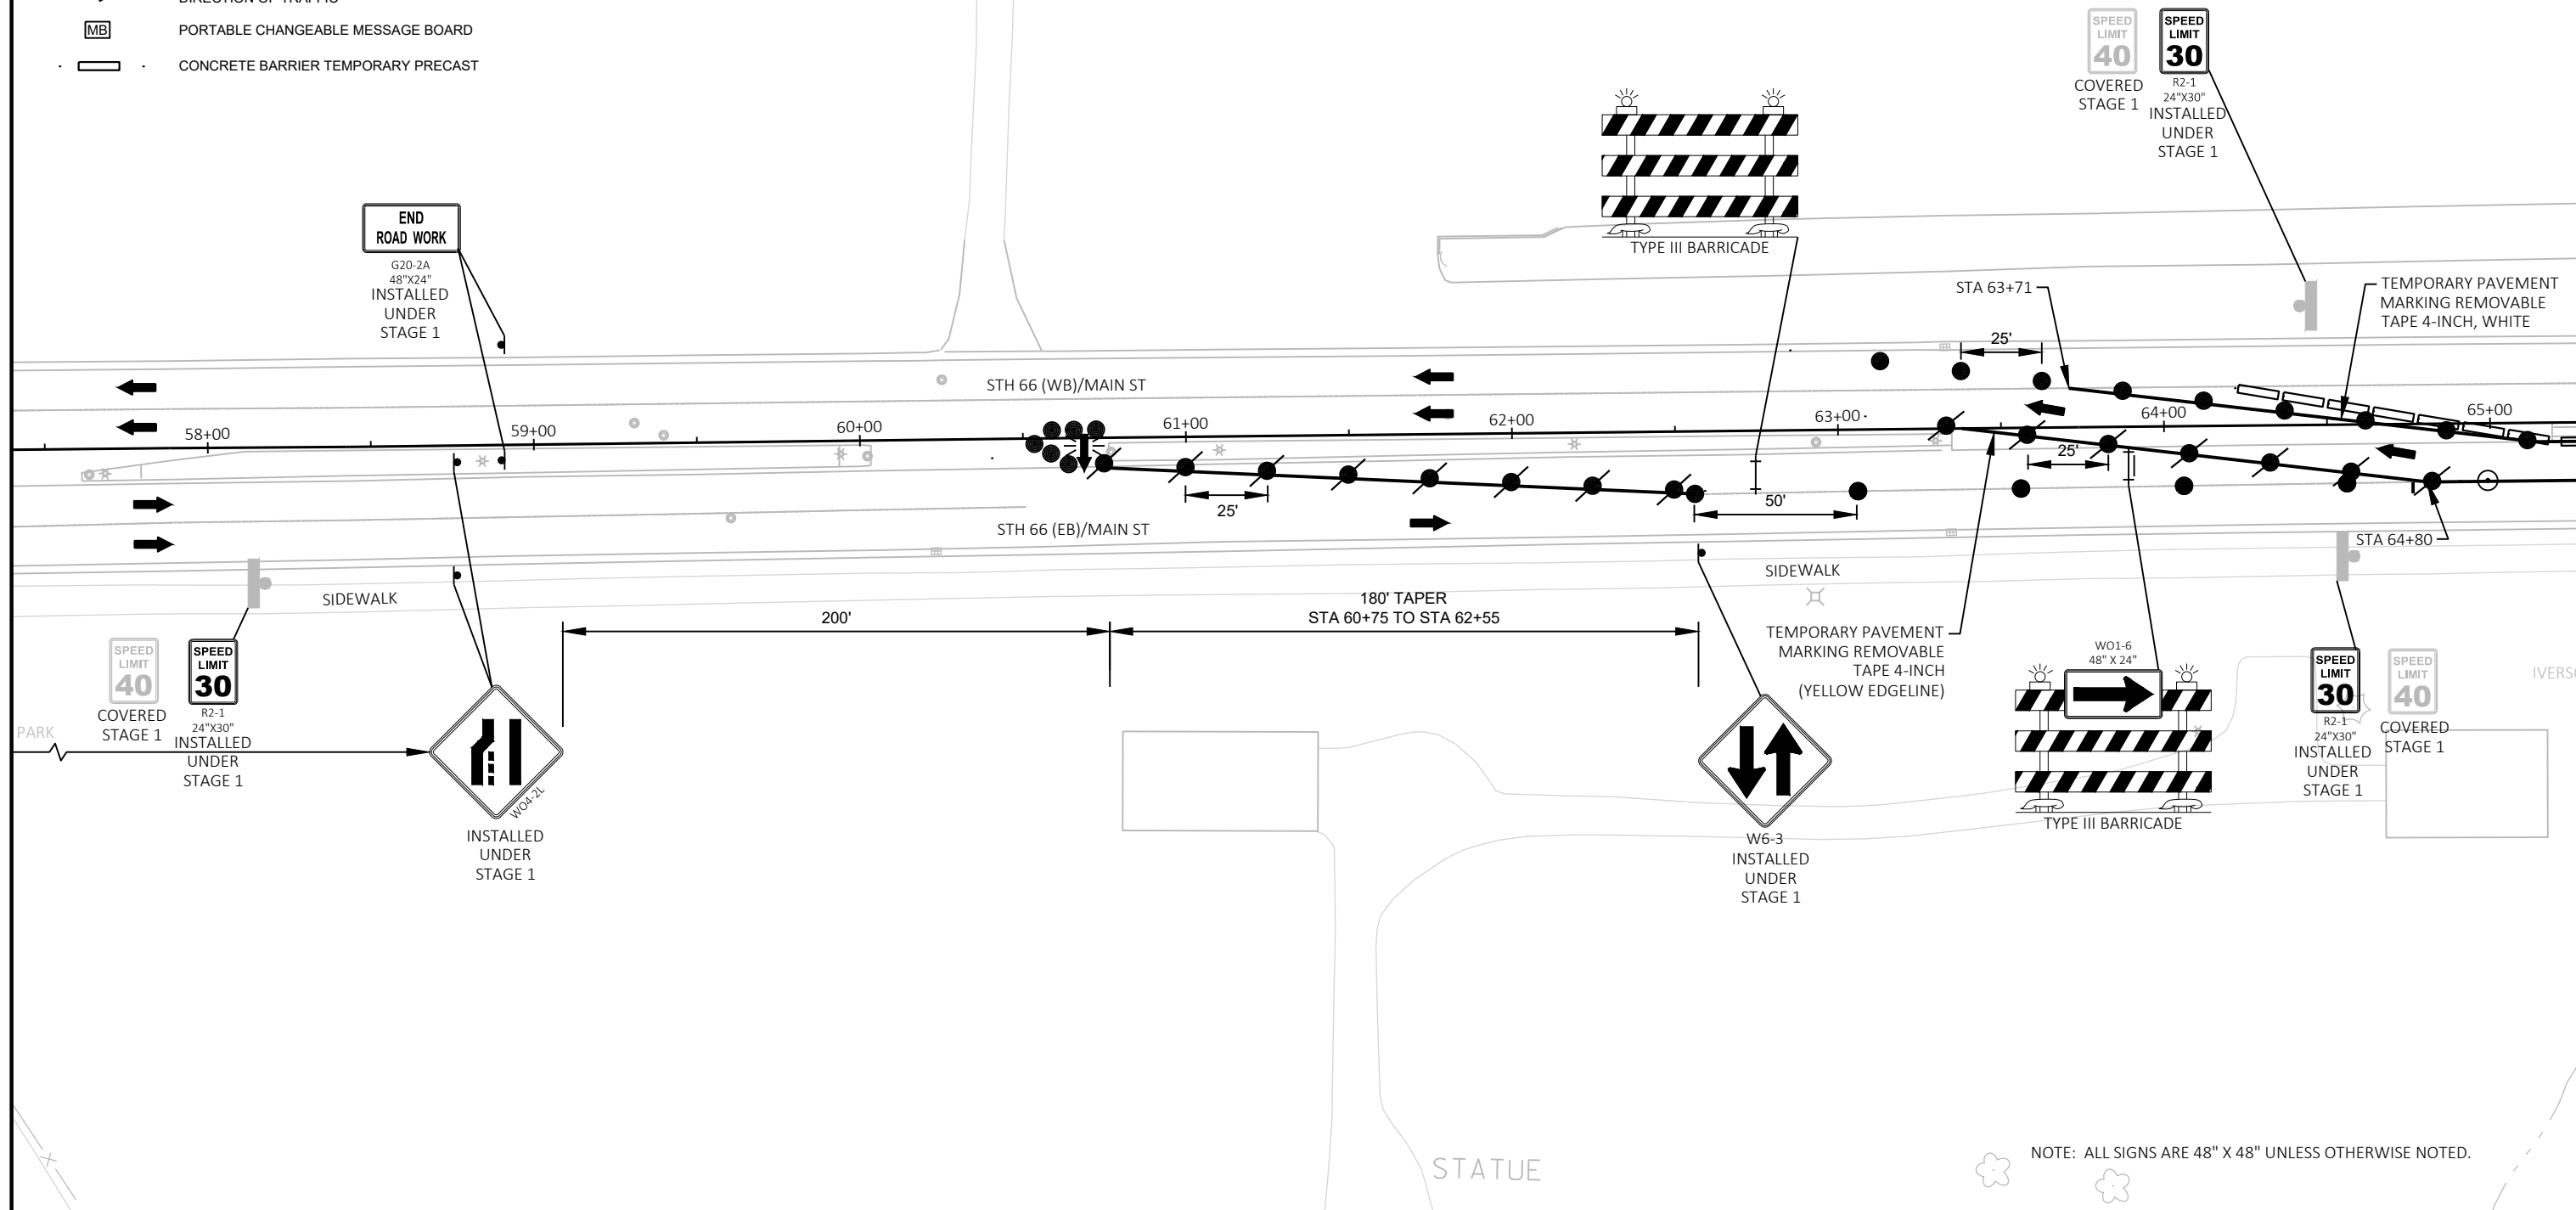 DIRECTION OF TRAFFIC
MB
PORTABLE CHANGEABLE MESSAGE BOARD
CONCRETE BARRIER TEMPORARY PRECAST
SPEED
LIMIT
40
COVERED
STAGE 1
SPEED
LIMIT
30
R2-1
24"X30"
INSTALLED
UNDER
STAGE 1
TYPE III BARRICADE
END
ROAD WORK
G20-2A
48"X24"
INSTALLED
UNDER
STAGE 1
STA 63+71
TEMPORARY PAVEMENT
MARKING REMOVABLE
TAPE 4-INCH, WHITE
25'
STH 66 (WB)/MAIN ST
58+00
59+00
60+00
61+00
62+00
63+00
64+00
65+00
25'
25'
50'
STH 66 (EB)/MAIN ST
STA 64+80
SIDEWALK
SIDEWALK
200'
180' TAPER
STA 60+75 TO STA 62+55
TEMPORARY PAVEMENT
MARKING REMOVABLE
TAPE 4-INCH
(YELLOW EDGELINE)
SPEED
LIMIT
40
COVERED
STAGE 1
SPEED
LIMIT
30
R2-1
24"X30"
INSTALLED
UNDER
STAGE 1
PARK
WO4-2L
INSTALLED
UNDER
STAGE 1
W6-3
INSTALLED
UNDER
STAGE 1
WO1-6
48" X 24"
TYPE III BARRICADE
SPEED
LIMIT
30
R2-1
24"X30"
INSTALLED
UNDER
STAGE 1
SPEED
LIMIT
40
COVERED
STAGE 1
STATUE
NOTE: ALL SIGNS ARE 48" X 48" UNLESS OTHERWISE NOTED.